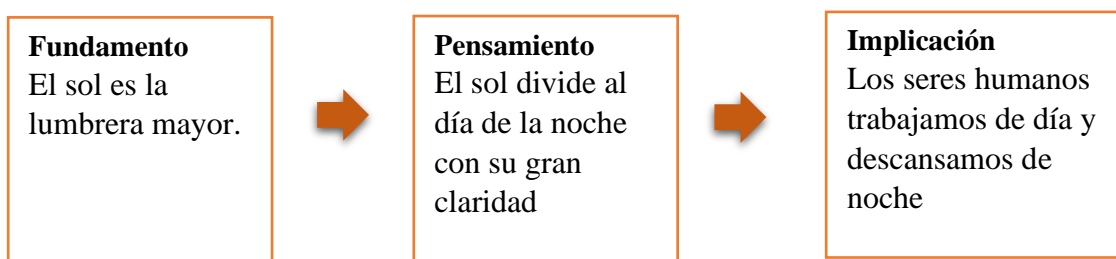 Fundamento
El sol es la
lumbrera mayor.
Pensamiento
El sol divide al
día de la noche
con su gran
claridad
Implicación
Los seres humanos
trabajamos de día y
descansamos de
noche